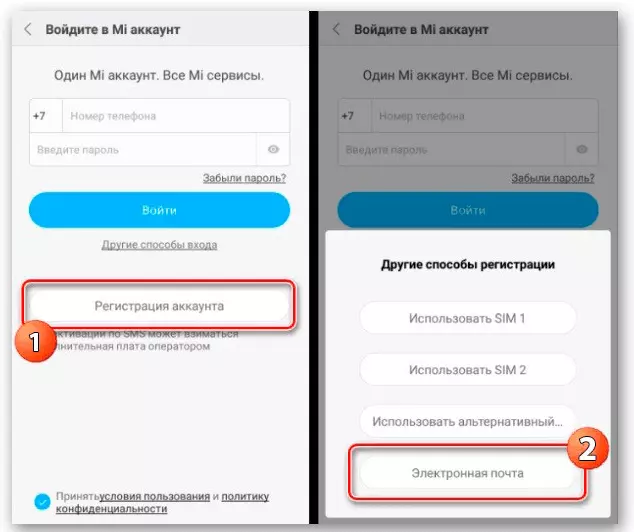 Войдите в Mi аккаунт
Один Mi аккаунт. Все Mi сервисы.
+7 Номер телефона
Введите пароль
Забыли пароль?
Войти
Другие способы входа
Регистрация аккаунта
1
активации по SMS может взиматься
лнительная плата оператором
Принять условия пользования и политику
конфиденциальности
Войдите в Mi аккаунт
Один Mi аккаунт. Все Mi сервисы.
+7 Номер телефона
Введите пароль
Забыли пароль?
Войти
Другие способы регистрации
Использовать SIM 1
Использовать SIM 2
Использовать альтернативный...
2
Электронная почта